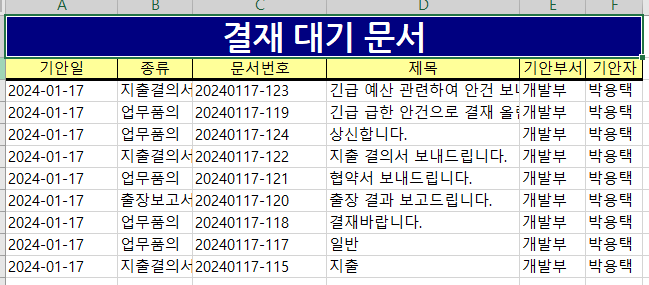 A B C D E F
결재 대기 문서
기안일 종류 문서번호 제목 기안부서 기안자
2024-01-17 지출결의서 20240117-123 긴급 예산 관련하여 안건 보 개발부 박용택
2024-01-17 업무품의 20240117-119 긴급 급한 안건으로 결재 개발부 박용택
2024-01-17 업무품의 20240117-124 상신합니다. 개발부 박용택
2024-01-17 지출결의서 20240117-122 지출 결의서 보내드립니다. 개발부 박용택
2024-01-17 업무품의 20240117-121 협약서 보내드립니다. 개발부 박용택
2024-01-17 출장보고서 20240117-120 출장 결과 보고드립니다. 개발부 박용택
2024-01-17 업무품의 20240117-118 결재바랍니다. 개발부 박용택
2024-01-17 업무품의 20240117-117 일반 개발부 박용택
2024-01-17 지출결의서 20240117-115 지출 개발부 박용택